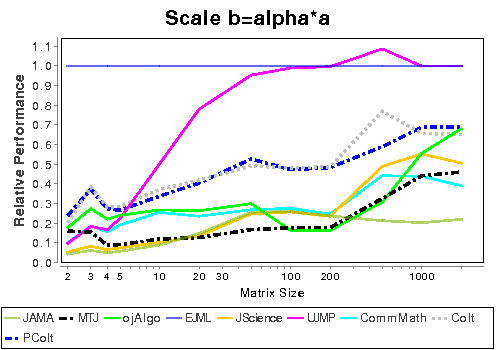 Scale b=alpha*a
Relative Performance
1.1
1.0
0.9
0.8
0.7
0.6
0.5
0.4
0.3
0.2
0.1
0.0
2 3 4 5 10 20 30 100 200 1000
Matrix Size
JAMA MTJ ojAlgo EJML JScience UJMP CommMath Colt
PColt